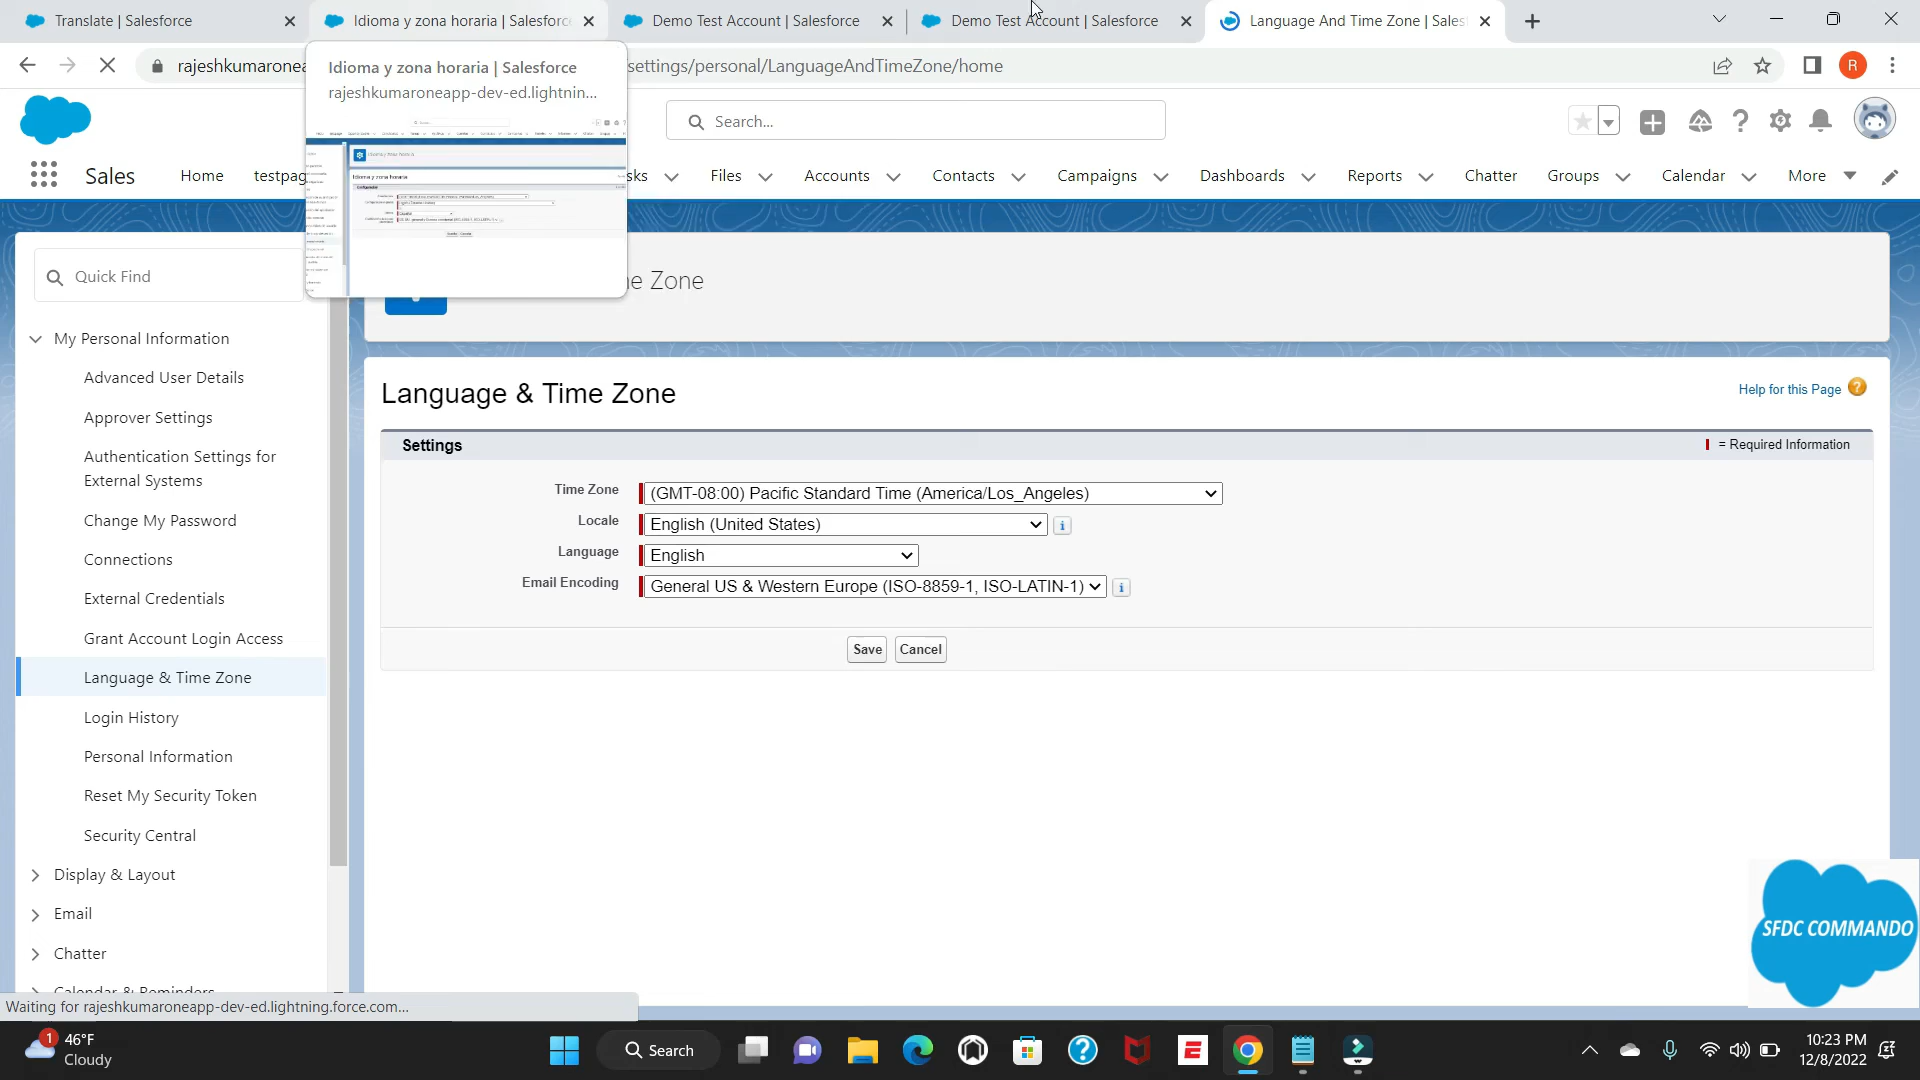 Translate | Salesforce
Idioma y zona horaria | Salesforc
Demo Test Account | Salesforce
Demo Test Account | Salesforce
Language And Time Zone | Sales
rajeshkumaronea
settings/personal/LanguageAndTimeZone/home
R
Idioma y zona horaria | Salesforce
rajeshkumaroneapp-dev-ed.lightnin...
Idioma y zona horaria
Search...
Sales
Home
testpag
sks
Files
Accounts
Contacts
Campaigns
Dashboards
Reports
Chatter
Groups
Calendar
More
Quick Find
e Zone
My Personal Information
Advanced User Details
Approver Settings
Authentication Settings for
External Systems
Change My Password
Connections
External Credentials
Grant Account Login Access
Language & Time Zone
Login History
Personal Information
Reset My Security Token
Security Central
Display & Layout
Email
Chatter
Calendar & Reminders
Language & Time Zone
Help for this Page ?
Settings
= Required Information
Time Zone
(GMT-08:00) Pacific Standard Time (America/Los_Angeles)
Locale
English (United States)
Language
English
Email Encoding
General US & Western Europe (ISO-8859-1, ISO-LATIN-1)
Save
Cancel
SFDC COMMANDO
Waiting for rajeshkumaroneapp-dev-ed.lightning.force.com...
1
46°F
Cloudy
Search
10:23 PM
12/8/2022